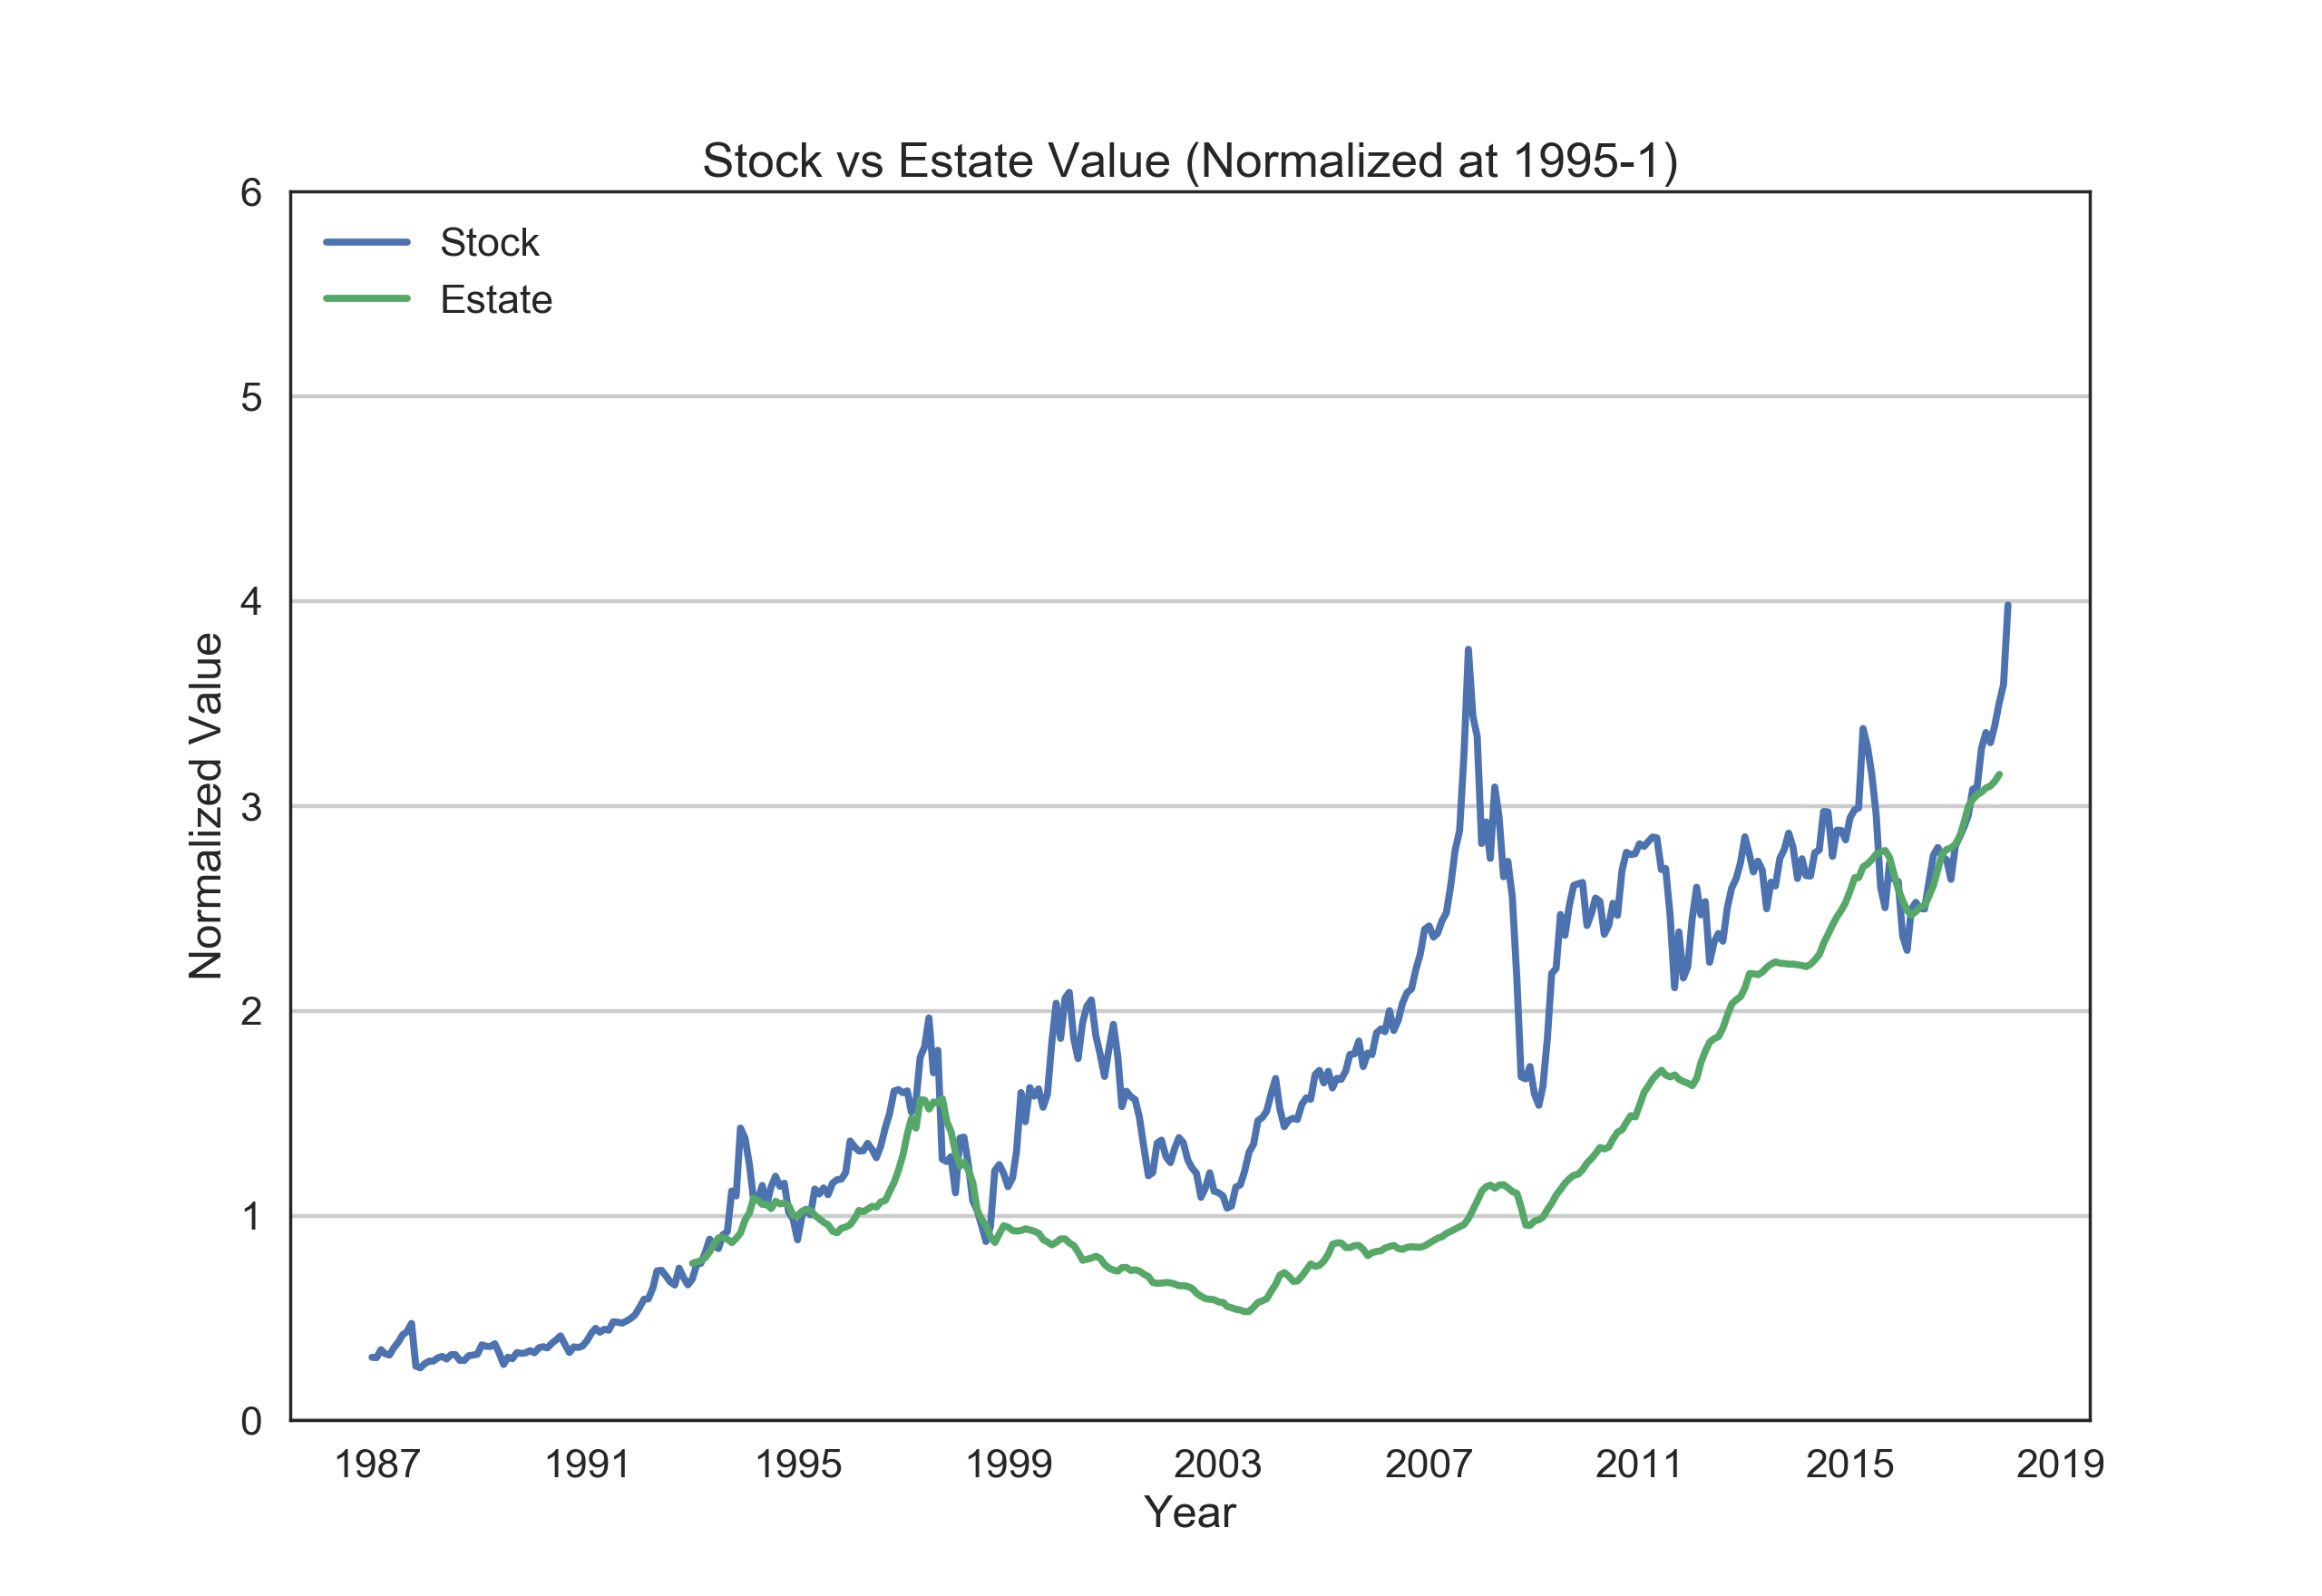 Stock vs Estate Value (Normalized at 1995-1)
6
Stock
Estate
5
4
3
2
1
0
Normalized Value
1987 1991 1995 1999 2003 2007 2011 2015 2019
Year